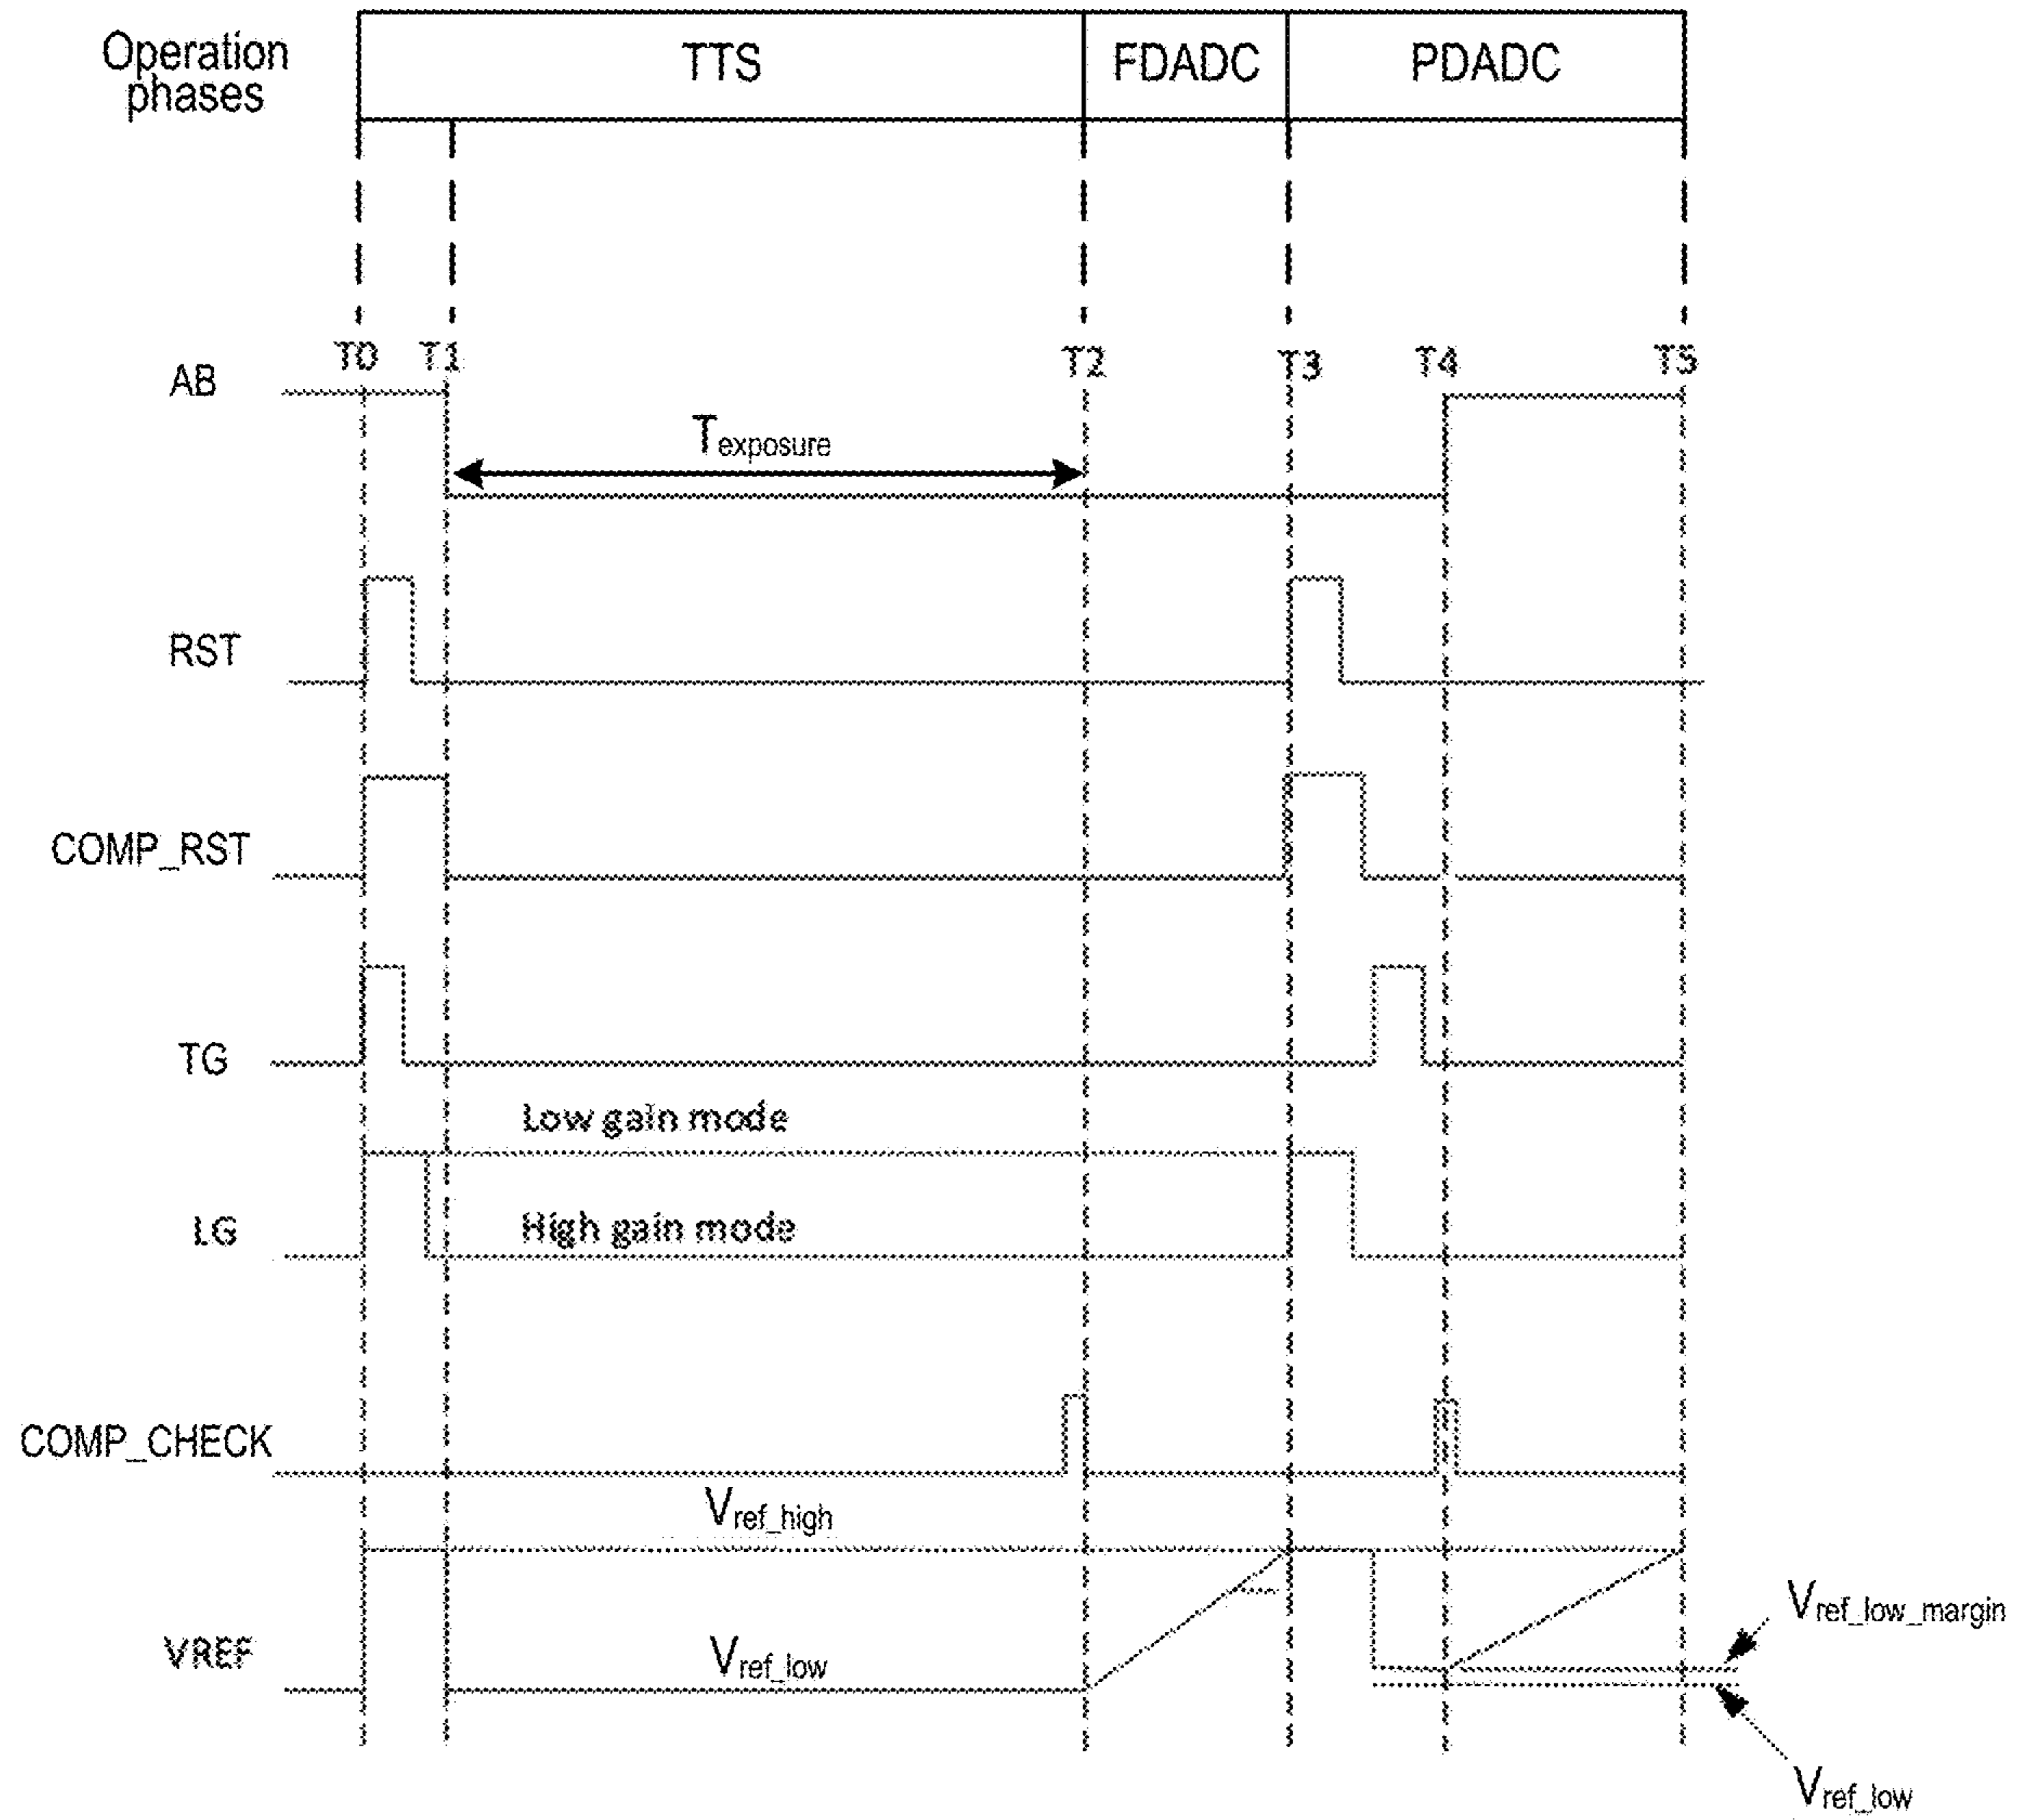 Operation
phases
TTS
FDADC
PDADC
T0
T1
T2
T3
T4
T5
AB
Texposure
RST
COMP_RST
TG
Low gain mode
LG
High gain mode
COMP_CHECK
Vref_high
VREF
Vref_low
Vref_low_margin
Vref_low